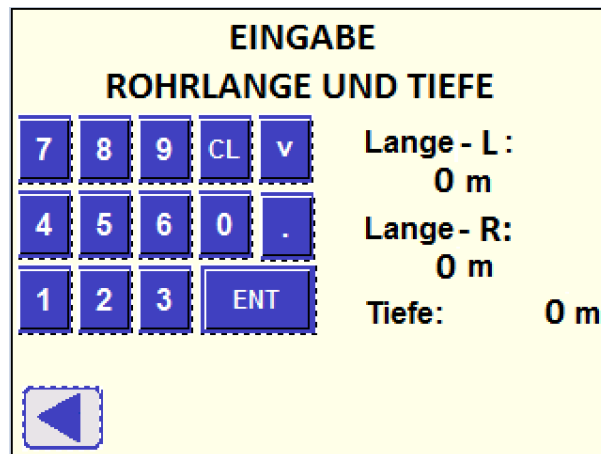 EINGABE
ROHRLANGE UND TIEFE
7 8 9 CL v
4 5 6 0 .
1 2 3 ENT
Lange - L :
0 m
Lange - R:
0 m
Tiefe: 0 m